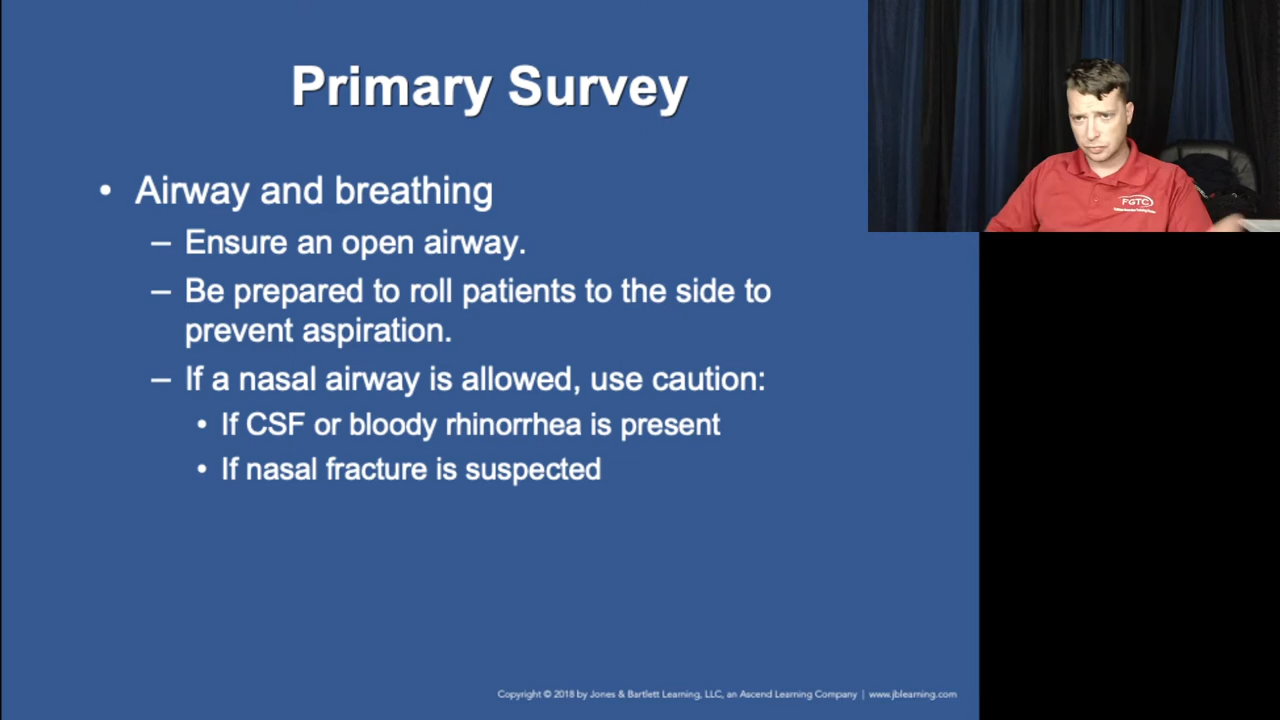 Primary Survey
• Airway and breathing
– Ensure an open airway.
– Be prepared to roll patients to the side to
prevent aspiration.
– If a nasal airway is allowed, use caution:
• If CSF or bloody rhinorrhea is present
• If nasal fracture is suspected
FGTC
Copyright © 2018 by Jones & Bartlett Learning, LLC, an Ascend Learning Company | www.jblearning.com